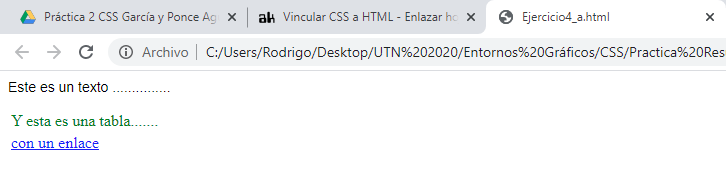 Práctica 2 CSS García y Ponce Ag
Vincular CSS a HTML - Enlazar ho
Ejercicio4_a.html
Archivo
C:/Users/Rodrigo/Desktop/UTN%202020/Entornos%20Gráficos/CSS/Practica%20Res
Este es un texto ...............
Y esta es una tabla.......
con un enlace